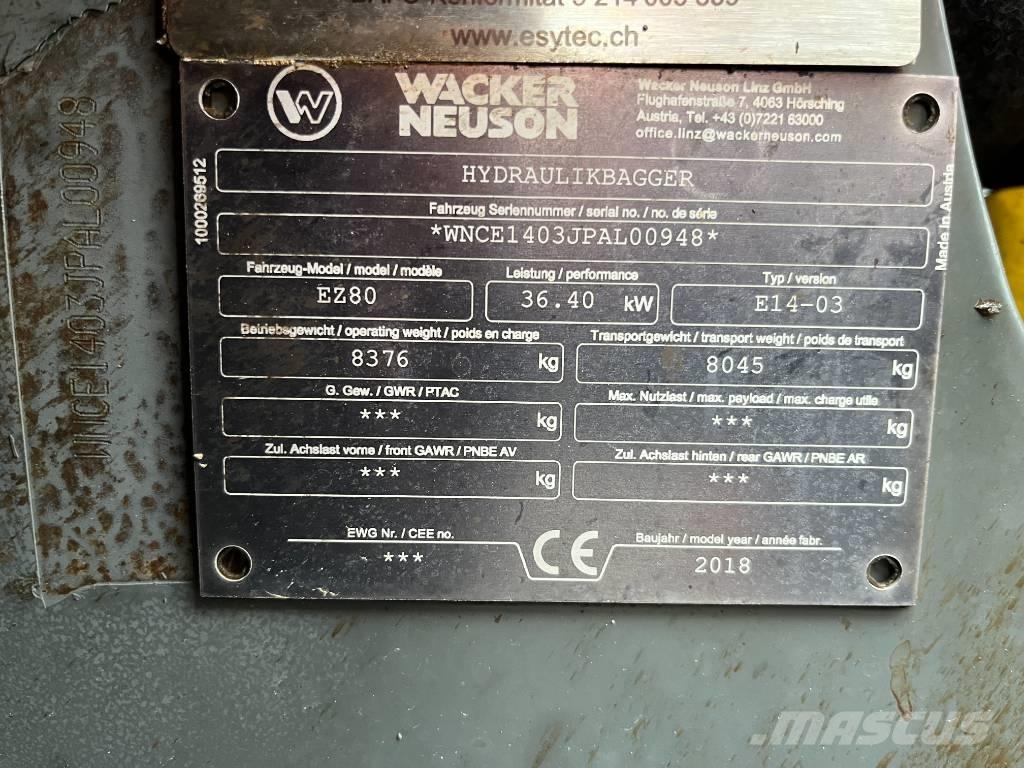 www.esytec.ch
WACKER NEUSON
Wacker Neuson Linz GmbH
Flughafenstraße 7, 4063 Hörsching
Austria, Tel. +43 (0)7221 63000
office.linz@wackerneuson.com
HYDRAULIKBAGGER
Fahrzeug Seriennummer / serial no. / no. de série
*WNCE1403JPAL00948*
Fahrzeug-Model / model / modèle
EZ80
Leistung / performance
36.40 kW
Typ / version
E14-03
Betriebsgewicht / operating weight / poids en charge
8376 kg
Transportgewicht / transport weight / poids de transport
8045 kg
G. Gew. / GWR / PTAC
*** kg
Max. Nutzlast / max. payload / max. charge utile
*** kg
Zul. Achslast vorne / front GAWR / PNBE AV
*** kg
Zul. Achslast hinten / rear GAWR / PNBE AR
*** kg
EWG Nr. / CEE no.
***
CE
Baujahr / model year / année fabr.
2018
1000269512
Made in Austria
WNCE1403JPAL00948
MASCUS